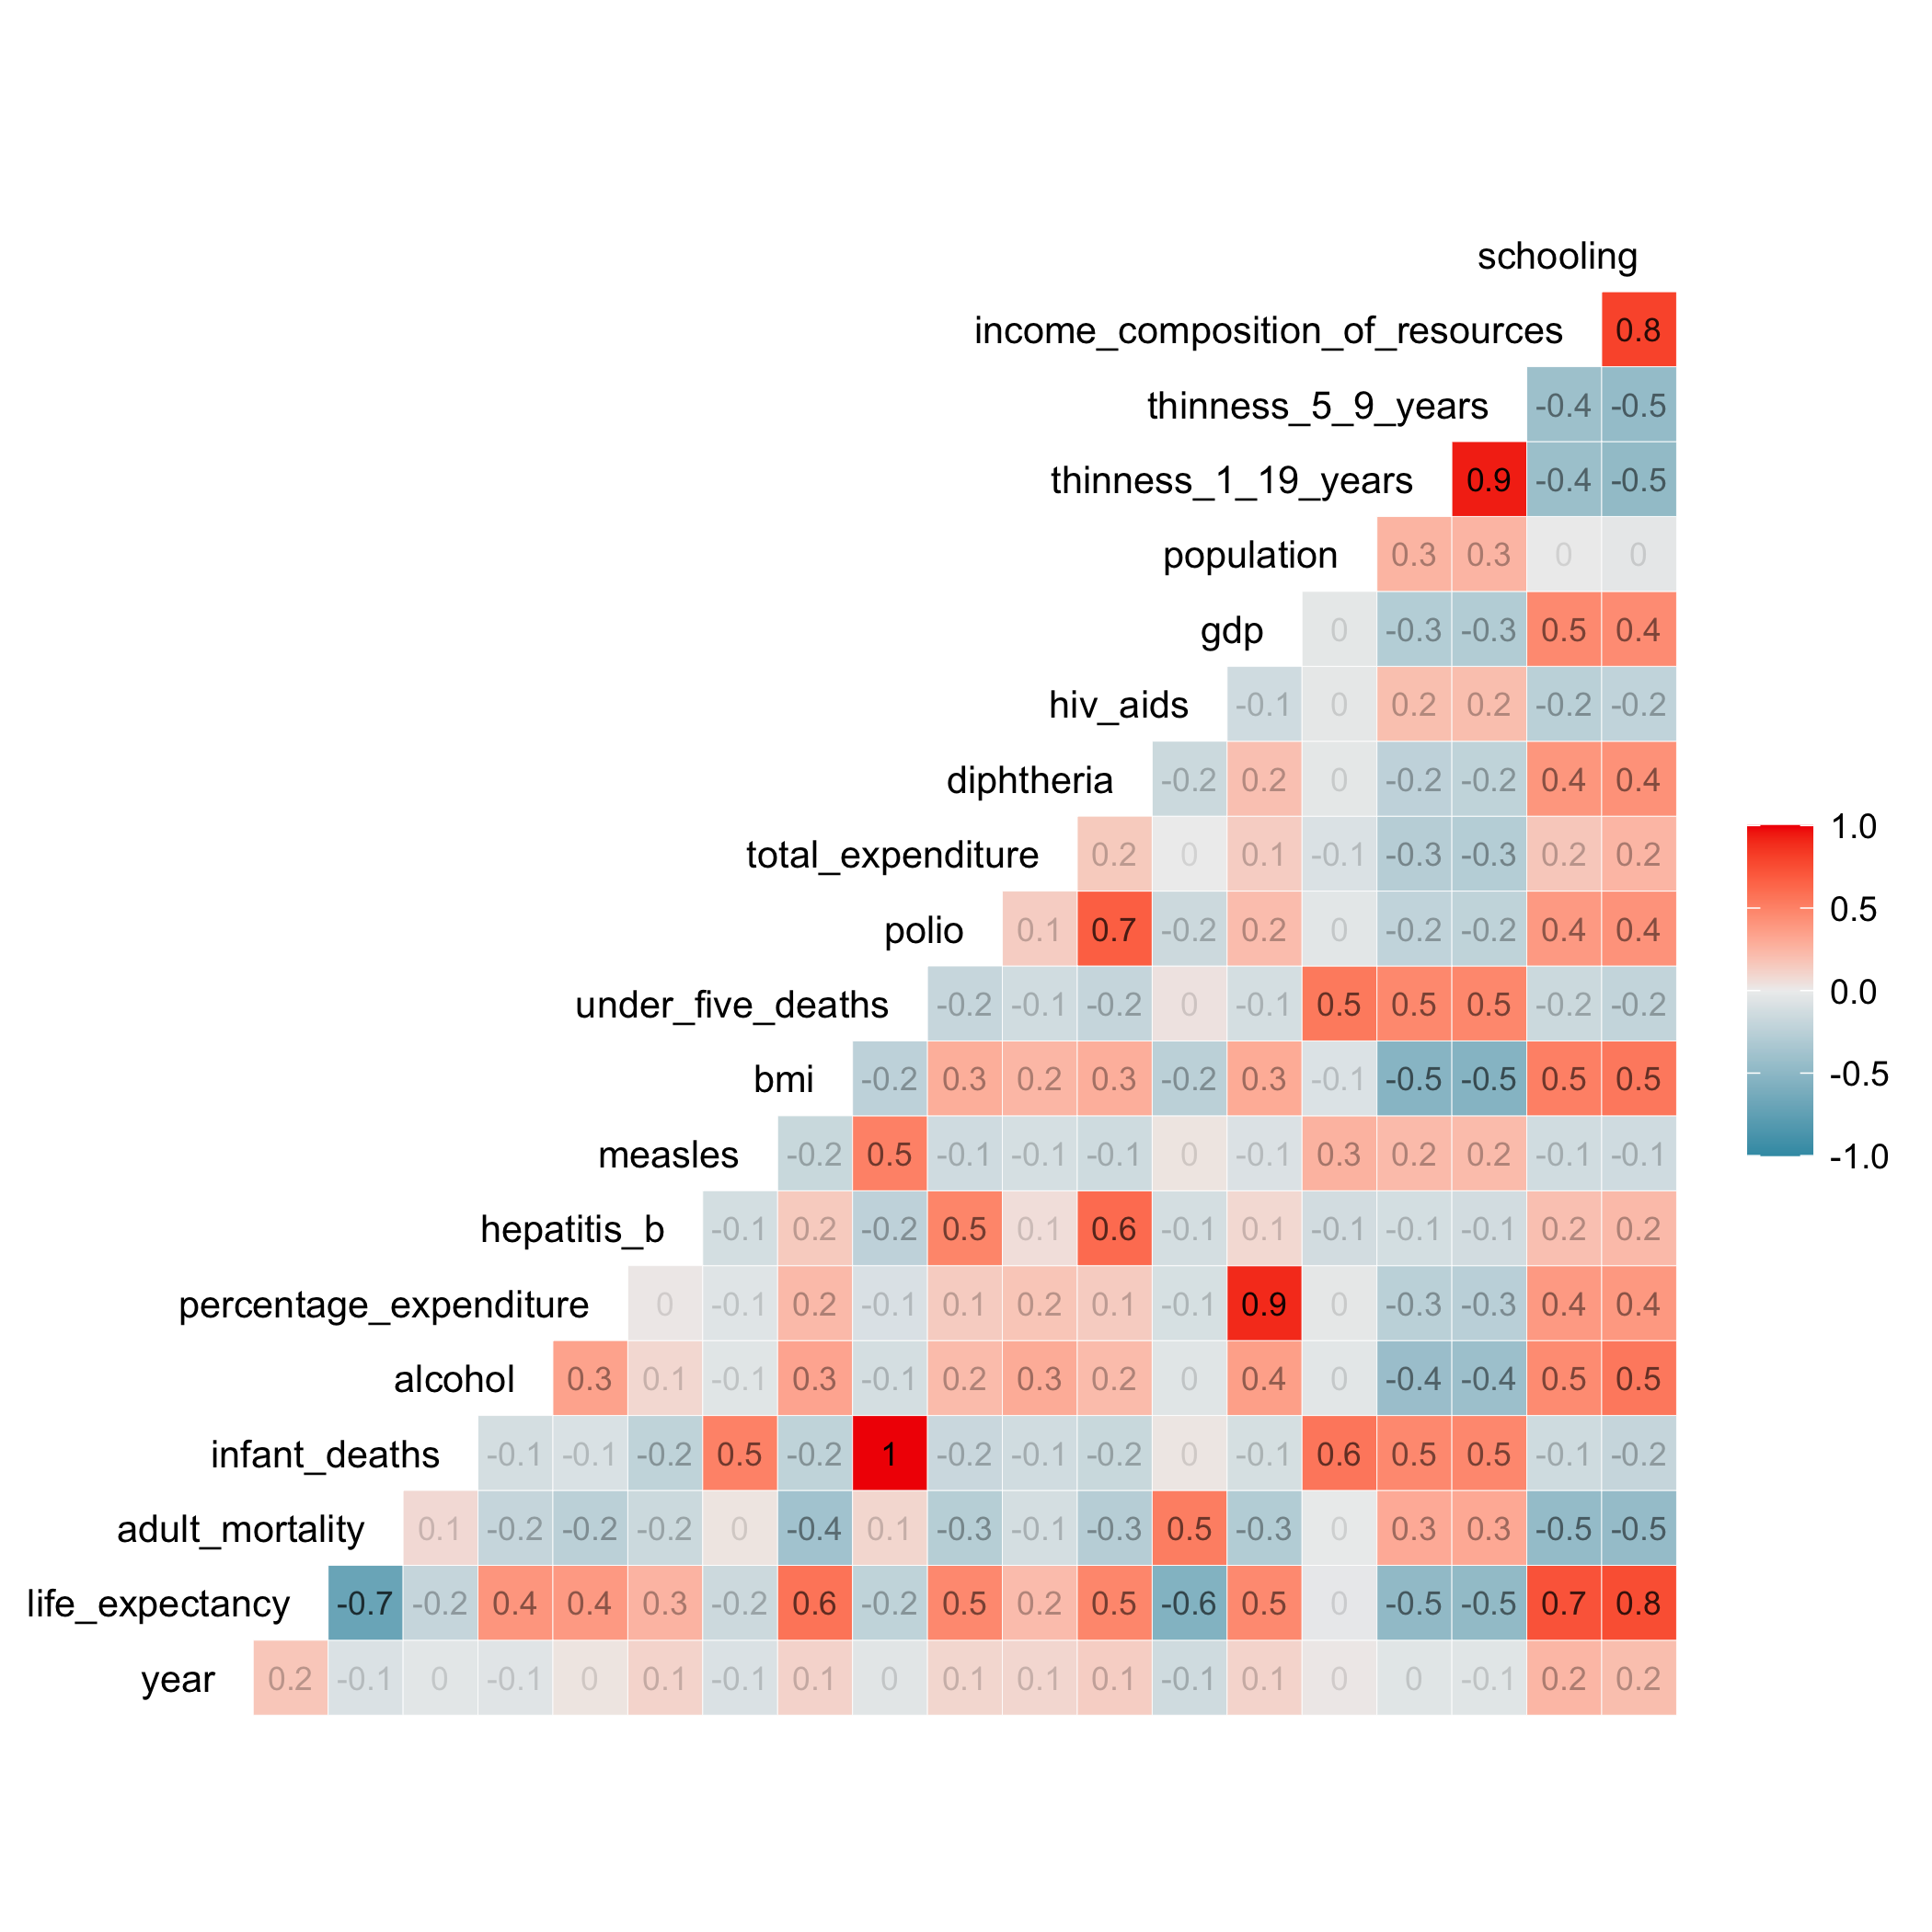 schooling
income_composition_of_resources 0.8
thinness_5_9_years -0.4 -0.5
thinness_1_19_years 0.9 -0.4 -0.5
population 0.3 0.3 0 0
gdp 0 -0.3 -0.3 0.5 0.4
hiv_aids -0.1 0 0.2 0.2 -0.2 -0.2
diphtheria -0.2 0.2 0 -0.2 -0.2 0.4 0.4
total_expenditure 0.2 0 0.1 -0.1 -0.3 -0.3 0.2 0.2
polio 0.1 0.7 -0.2 0.2 0 -0.2 -0.2 0.4 0.4
under_five_deaths -0.2 -0.1 -0.2 0 -0.1 0.5 0.5 0.5 -0.2 -0.2
bmi -0.2 0.3 0.2 0.3 -0.2 0.3 -0.1 -0.5 -0.5 0.5 0.5
measles -0.2 0.5 -0.1 -0.1 -0.1 0 -0.1 0.3 0.2 0.2 -0.1 -0.1
hepatitis_b -0.1 0.2 -0.2 0.5 0.1 0.6 -0.1 0.1 -0.1 -0.1 -0.1 0.2 0.2
percentage_expenditure 0 -0.1 0.2 -0.1 0.1 0.2 0.1 -0.1 0.9 0 -0.3 -0.3 0.4 0.4
alcohol 0.3 0.1 -0.1 0.3 -0.1 0.2 0.3 0.2 0 0.4 0 -0.4 -0.4 0.5 0.5
infant_deaths -0.1 -0.1 -0.2 0.5 -0.2 1 -0.2 -0.1 -0.2 0 -0.1 0.6 0.5 0.5 -0.1 -0.2
adult_mortality 0.1 -0.2 -0.2 -0.2 0 -0.4 0.1 -0.3 -0.1 -0.3 0.5 -0.3 0 0.3 0.3 -0.5 -0.5
life_expectancy -0.7 -0.2 0.4 0.4 0.3 -0.2 0.6 -0.2 0.5 0.2 0.5 -0.6 0.5 0 -0.5 -0.5 0.7 0.8
year 0.2 -0.1 0 -0.1 0 0.1 -0.1 0.1 0 0.1 0.1 0.1 -0.1 0.1 0 0 -0.1 0.2 0.2
1.0
0.5
0.0
-0.5
-1.0